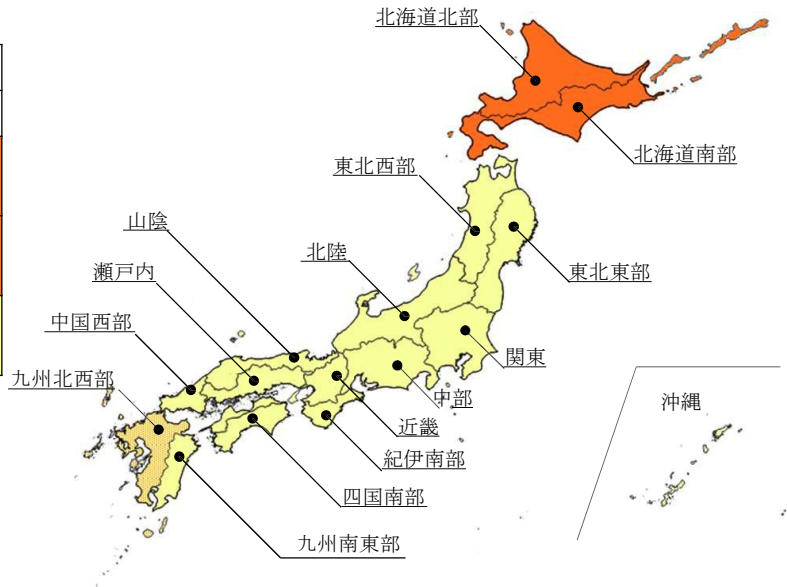 北海道北部
北海道南部
東北西部
山陰
北陸
東北東部
瀬戸内
中国西部
関東
九州北西部
中部
沖縄
近畿
紀伊南部
四国南部
九州南東部